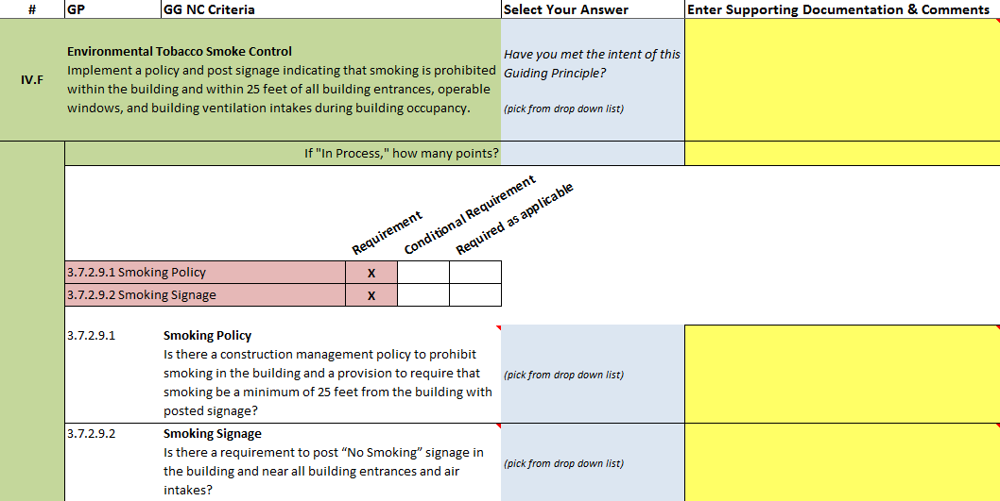 # GP GG NC Criteria Select Your Answer Enter Supporting Documentation & Comments
IV.F
Environmental Tobacco Smoke Control
Implement a policy and post signage indicating that smoking is prohibited
within the building and within 25 feet of all building entrances, operable
windows, and building ventilation intakes during building occupancy.
Have you met the intent of this
Guiding Principle?
(pick from drop down list)
If "In Process," how many points?
Requirement
Conditional Requirement
Required as applicable
3.7.2.9.1 Smoking Policy X
3.7.2.9.2 Smoking Signage X
3.7.2.9.1 Smoking Policy
Is there a construction management policy to prohibit
smoking in the building and a provision to require that
smoking be a minimum of 25 feet from the building with
posted signage?
(pick from drop down list)
3.7.2.9.2 Smoking Signage
Is there a requirement to post “No Smoking” signage in
the building and near all building entrances and air
intakes?
(pick from drop down list)